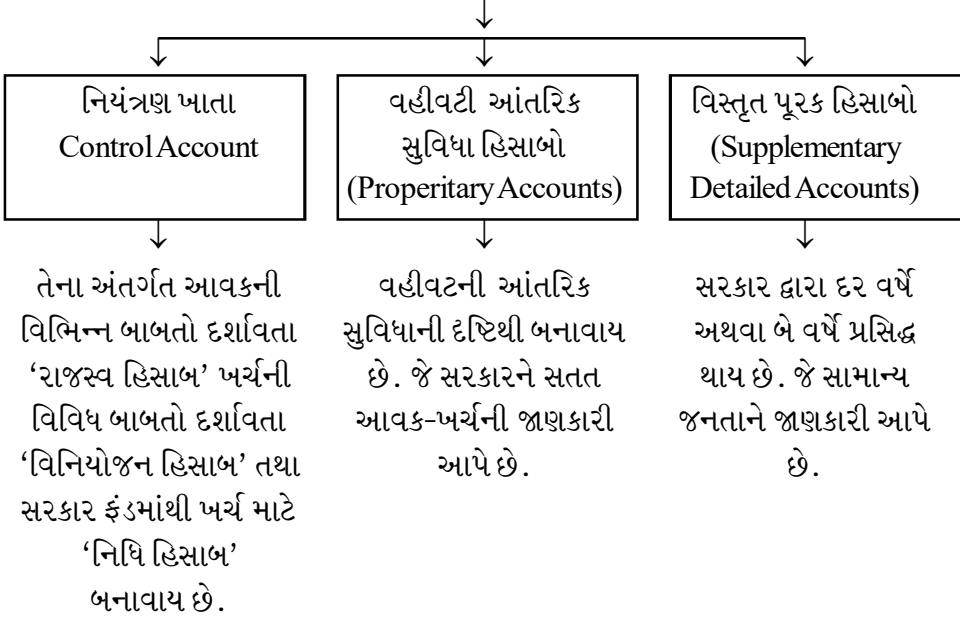 નિયંત્રણ ખાતા
Control Account
વહીવટી આંતરિક
સુવિધા હિસાબો
(Properitary Accounts)
વિસ્તૃત પૂરક હિસાબો
(Supplementary
Detailed Accounts)
તેના અંતર્ગત આવકની
વિભિન્ન બાબતો દર્શાવતા
‘રાજસ્વ હિસાબ’ ખર્ચની
વિવિધ બાબતો દર્શાવતા
‘વિનિયોજન હિસાબ’ તથા
સરકાર ફંડમાંથી ખર્ચ માટે
‘નિધિ હિસાબ’
બનાવાય છે.
વહીવટની આંતરિક
સુવિધાની દૃષ્ટિથી બનાવાય
છે. જે સરકારને સતત
આવક-ખર્ચની જાણકારી
આપે છે.
સરકાર દ્વારા દર વર્ષે
અથવા બે વર્ષે પ્રસિદ્ધ
થાય છે. જે સામાન્ય
જનતાને જાણકારી આપે
છે.